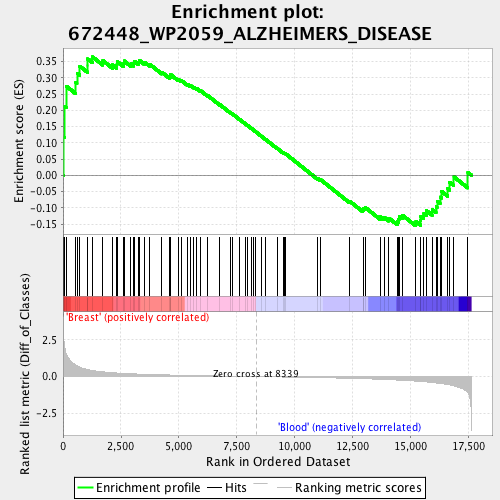 Enrichment plot:
672448_WP2059_ALZHEIMERS_DISEASE
Enrichment score (ES)
0.35
0.30
0.25
0.20
0.15
0.10
0.05
0.00
-0.05
-0.10
-0.15
'Breast' (positively correlated)
Ranked list metric (Diff_of_Classes)
2.5
0.0
-2.5
Zero cross at 8339
'Blood' (negatively correlated)
0
2,500
5,000
7,500
10,000
12,500
15,000
17,500
Rank in Ordered Dataset
Enrichment profile
Hits
Ranking metric scores